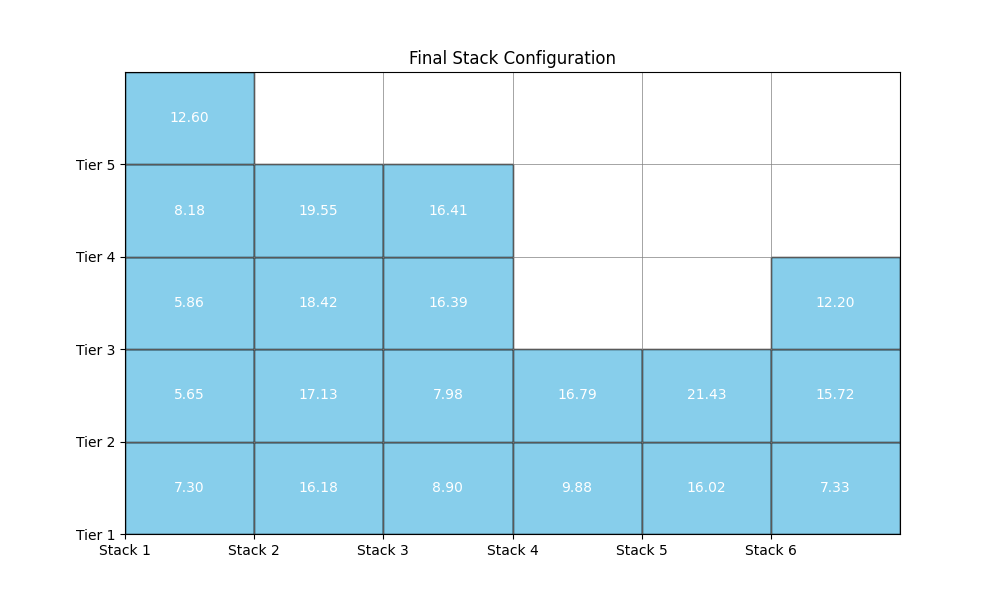 Final Stack Configuration
12.60
Tier 5
8.18 19.55 16.41
Tier 4
5.86 18.42 16.39 12.20
Tier 3
5.65 17.13 7.98 16.79 21.43 15.72
Tier 2
7.30 16.18 8.90 9.88 16.02 7.33
Tier 1
Stack 1 Stack 2 Stack 3 Stack 4 Stack 5 Stack 6